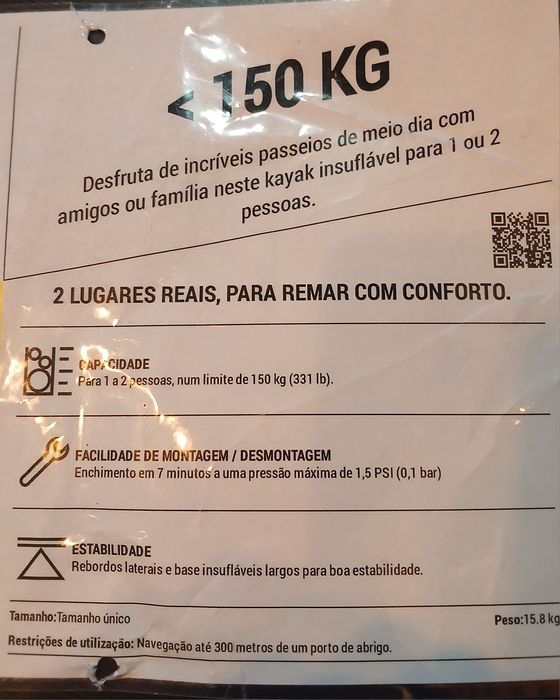 < 150 KG
Desfruta de incríveis passeios de meio dia com
amigos ou família neste kayak insuflável para 1 ou 2
pessoas.
2 LUGARES REAIS, PARA REMAR COM CONFORTO.
CAPACIDADE
Para 1 a 2 pessoas, num limite de 150 kg (331 lb).
FACILIDADE DE MONTAGEM / DESMONTAGEM
Enchimento em 7 minutos a uma pressão máxima de 1,5 PSI (0,1 bar)
ESTABILIDADE
Rebordos laterais e base insufláveis largos para boa estabilidade.
Tamanho:Tamanho único Peso:15.8 kg
Restrições de utilização: Navegação até 300 metros de um porto de abrigo.